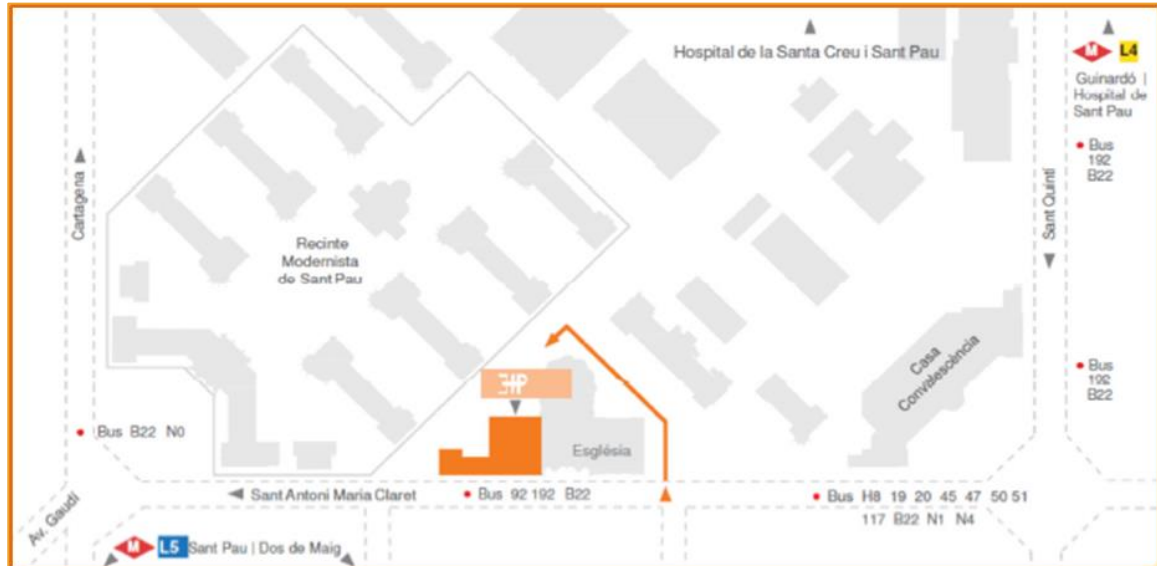 Hospital de la Santa Creu i Sant Pau
M L4
Guinardó |
Hospital de
Sant Pau
Bus
192
B22
Cartagena
Sant Quintí
Recinte
Modernista
de Sant Pau
Casa
Convalescència
Bus
192
B22
Bus B22 N0
Església
Sant Antoni Maria Claret
Bus 92 192 B22
Bus H8 19 20 45 47 50 51
117 B22 N1 N4
Av. Gaudí
M L5 Sant Pau | Dos de Maig